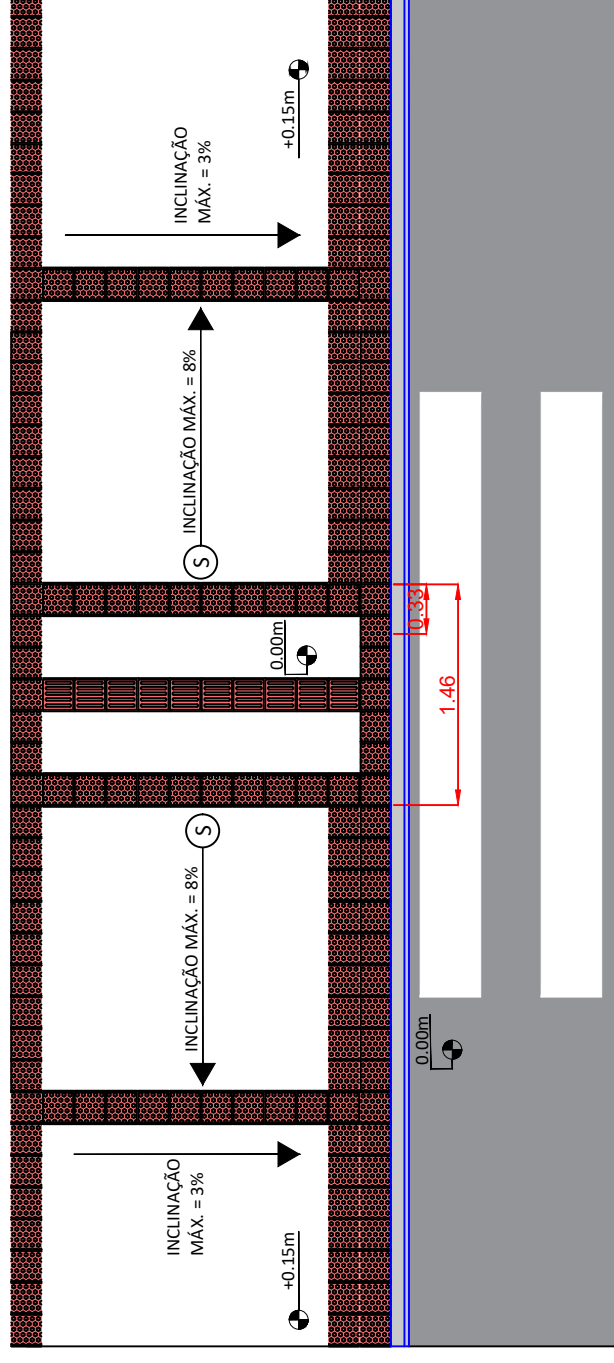 INCLINAÇÃO
MÁX. = 3%
+0.15m
INCLINAÇÃO MÁX. = 8%
S
0.00m
0.33
1.46
S
INCLINAÇÃO MÁX. = 8%
0.00m
INCLINAÇÃO
MÁX. = 3%
+0.15m